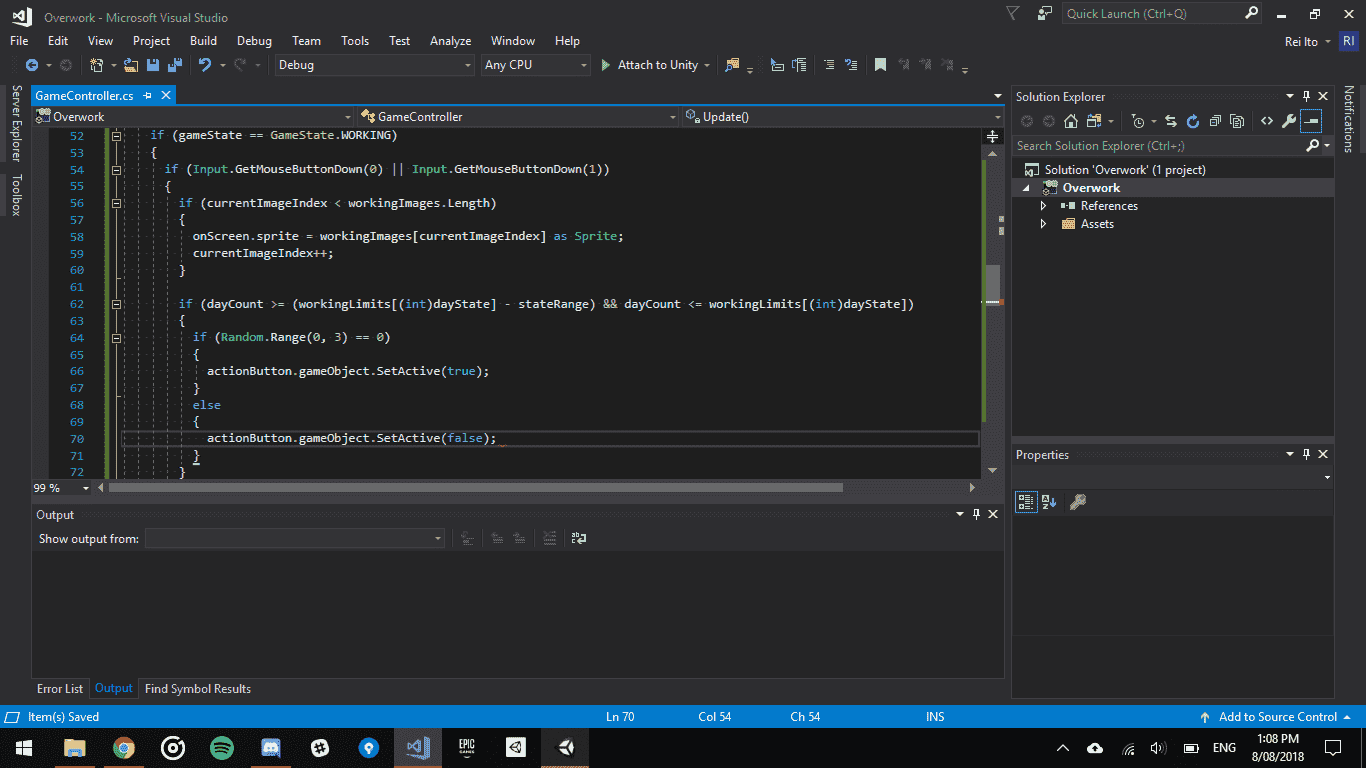 Overwork - Microsoft Visual Studio
Quick Launch (Ctrl+Q)
File Edit View Project Build Debug Team Tools Test Analyze Window Help
Rei Ito RI
Debug Any CPU Attach to Unity
Server Explorer
Toolbox
GameController.cs
Overwork GameController Update()
52 if (gameState == GameState.WORKING)
53 {
54 if (Input.GetMouseButtonDown(0) || Input.GetMouseButtonDown(1))
55 {
56 if (currentImageIndex < workingImages.Length)
57 {
58 onScreen.sprite = workingImages[currentImageIndex] as Sprite;
59 currentImageIndex++;
60 }
61
62 if (dayCount >= (workingLimits[(int)dayState] - stateRange) && dayCount <= workingLimits[(int)dayState])
63 {
64 if (Random.Range(0, 3) == 0)
65 {
66 actionButton.gameObject.SetActive(true);
67 }
68 else
69 {
70 actionButton.gameObject.SetActive(false);
71 }
72 }
99 %
Output
Show output from:
Error List Output Find Symbol Results
Solution Explorer
Search Solution Explorer (Ctrl+;)
Solution 'Overwork' (1 project)
Overwork
References
Assets
Properties
Notifications
Item(s) Saved Ln 70 Col 54 Ch 54 INS Add to Source Control
EPIC
GAMES
ENG
1:08 PM
8/08/2018